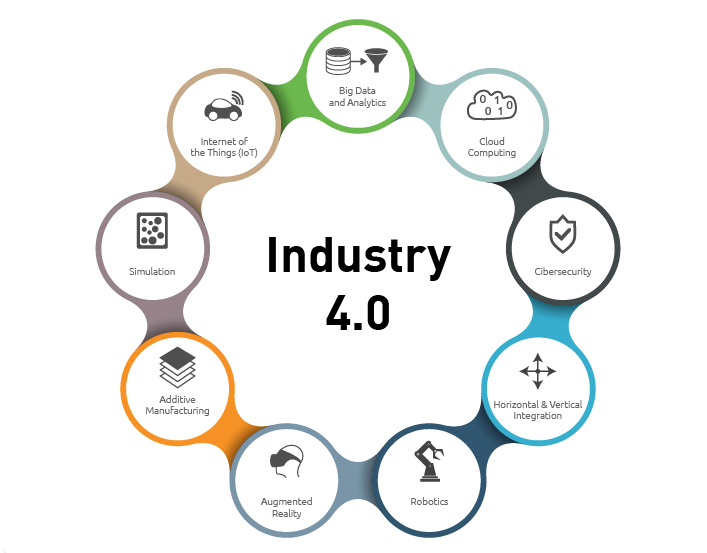 Big Data
and Analytics
Cloud
Computing
0 1 0
0 1
Cibersecurity
Horizontal & Vertical
Integration
Robotics
Augmented
Reality
Additive
Manufacturing
Simulation
Internet of
the Things (IoT)
Industry
4.0